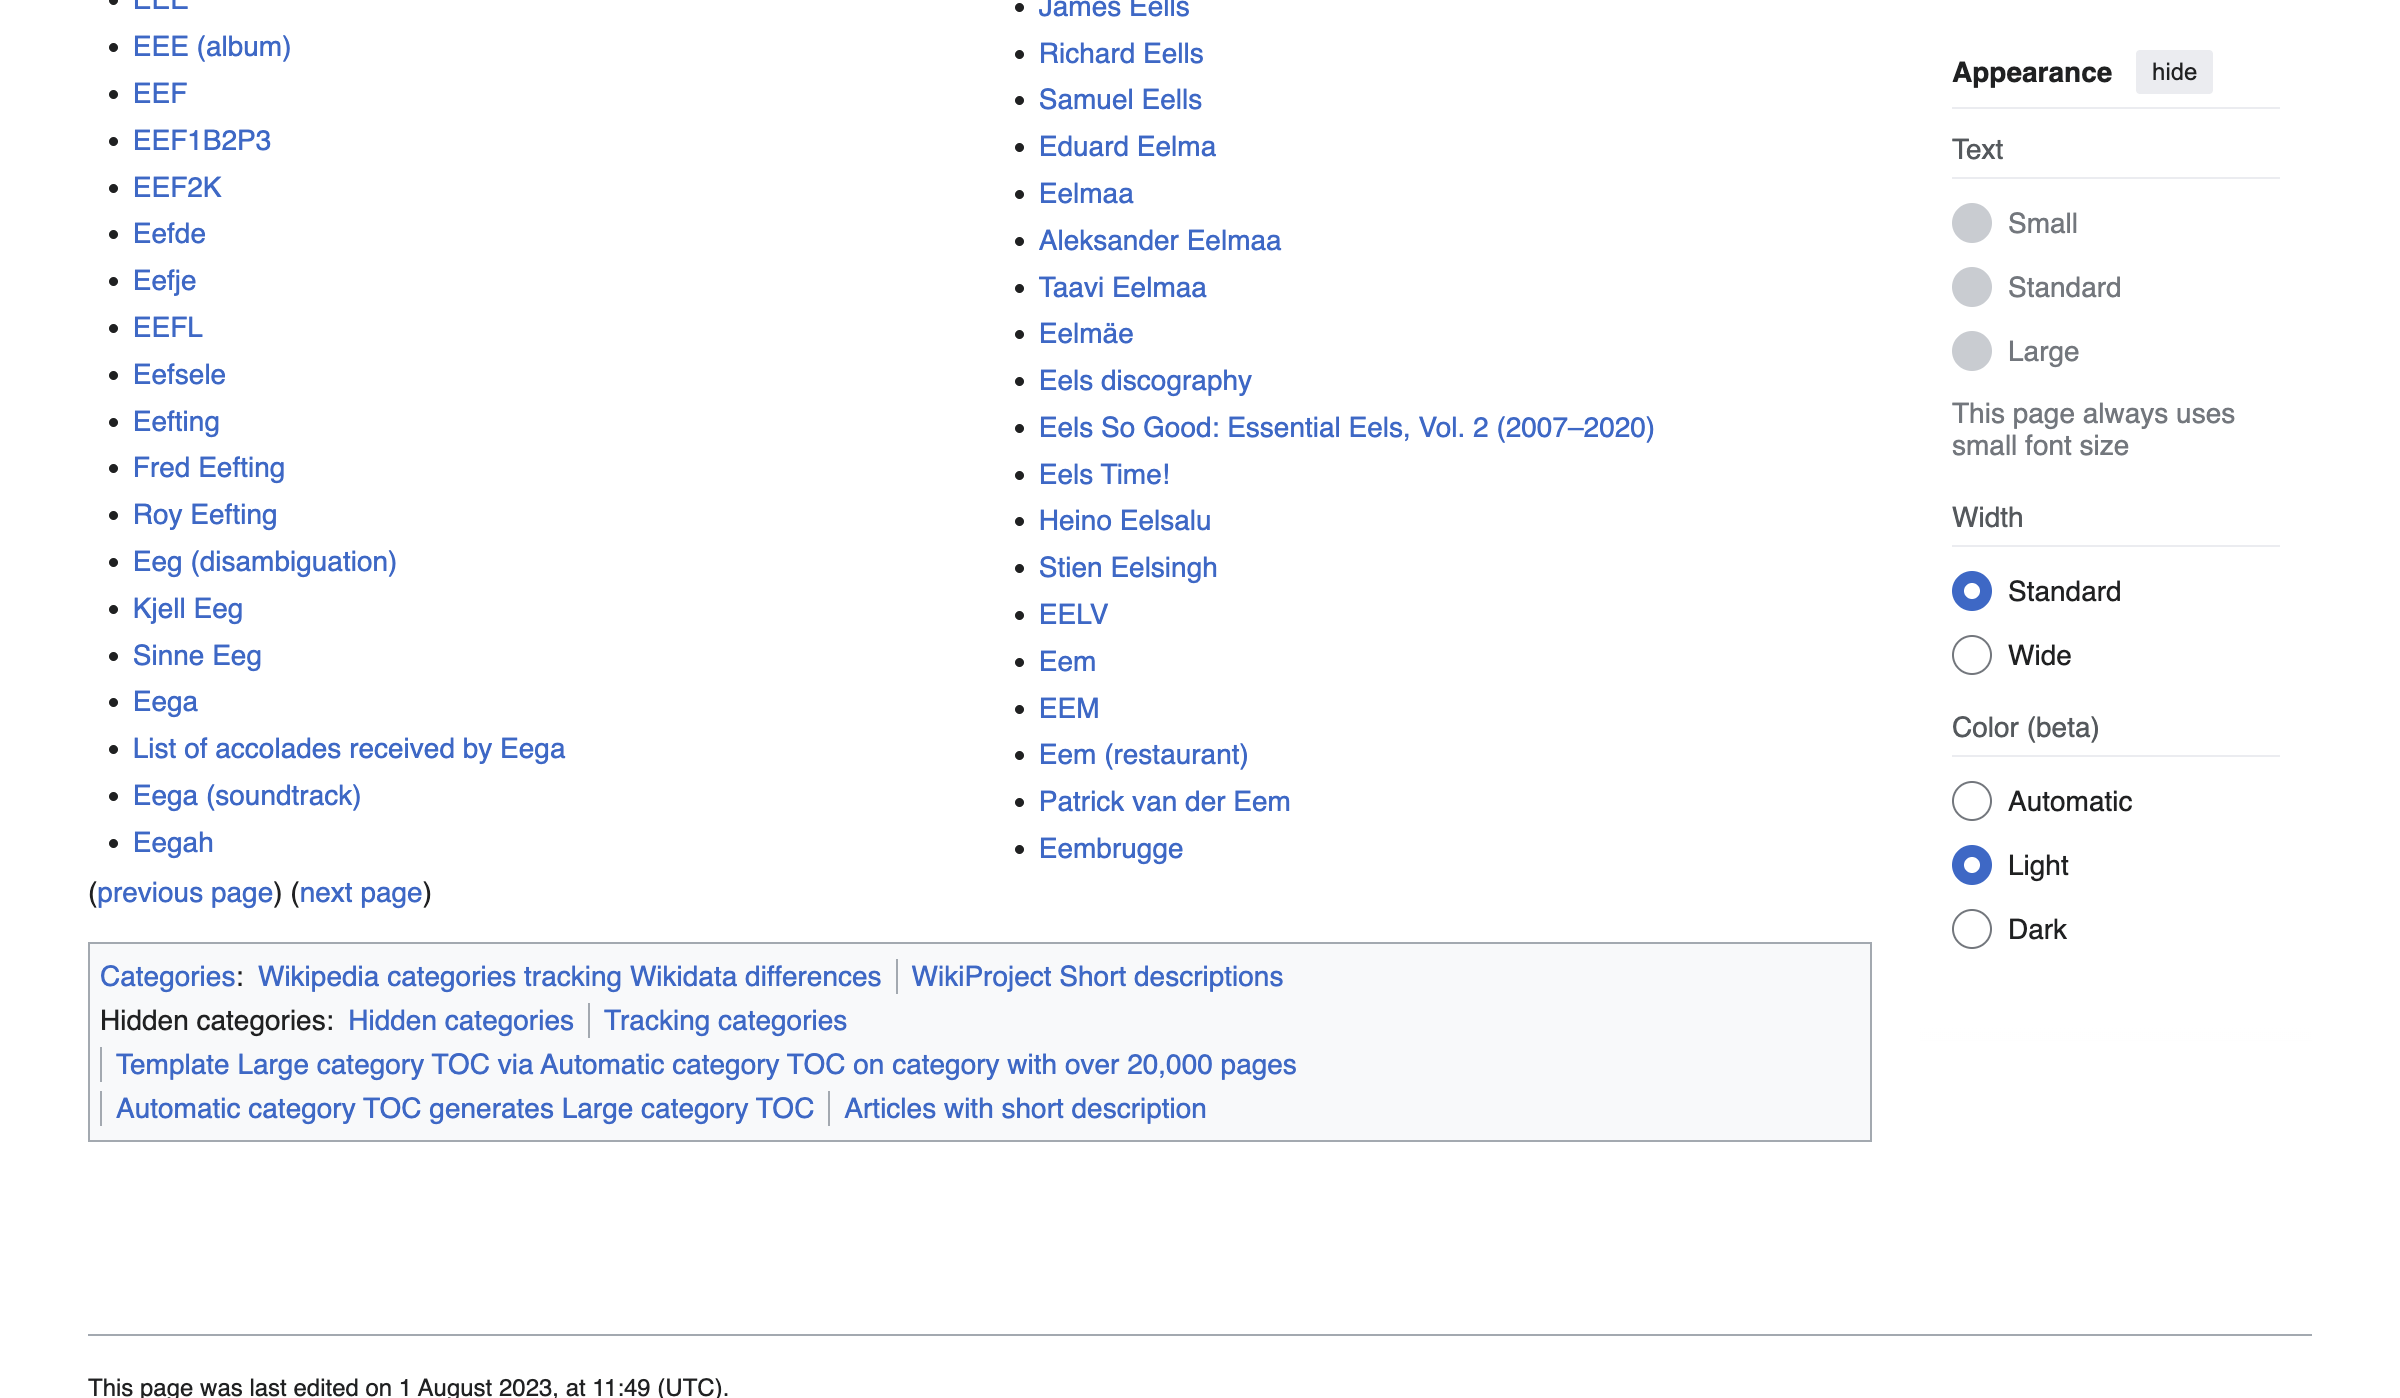 EEE
EEE (album)
EEF
EEF1B2P3
EEF2K
Eefde
Eefje
EEFL
Eefsele
Eefting
Fred Eefting
Roy Eefting
Eeg (disambiguation)
Kjell Eeg
Sinne Eeg
Eega
List of accolades received by Eega
Eega (soundtrack)
Eegah
James Eells
Richard Eells
Samuel Eells
Eduard Eelma
Eelmaa
Aleksander Eelmaa
Taavi Eelmaa
Eelmäe
Eels discography
Eels So Good: Essential Eels, Vol. 2 (2007–2020)
Eels Time!
Heino Eelsalu
Stien Eelsingh
EELV
Eem
EEM
Eem (restaurant)
Patrick van der Eem
Eembrugge
(previous page) (next page)
Categories: Wikipedia categories tracking Wikidata differences | WikiProject Short descriptions
Hidden categories: Hidden categories | Tracking categories
| Template Large category TOC via Automatic category TOC on category with over 20,000 pages
| Automatic category TOC generates Large category TOC | Articles with short description
Appearance hide
Text
Small
Standard
Large
This page always uses
small font size
Width
Standard
Wide
Color (beta)
Automatic
Light
Dark
This page was last edited on 1 August 2023, at 11:49 (UTC).